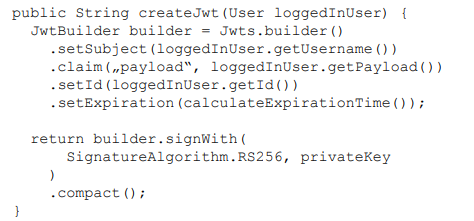 public String createJwt(User loggedInUser) {
  JwtBuilder builder = Jwts.builder()
    .setSubject(loggedInUser.getUsername())
    .claim(„payload“, loggedInUser.getPayload())
    .setId(loggedInUser.getId())
    .setExpiration(calculateExpirationTime());

  return builder.signWith(
      SignatureAlgorithm.RS256, privateKey
    )
    .compact();
}